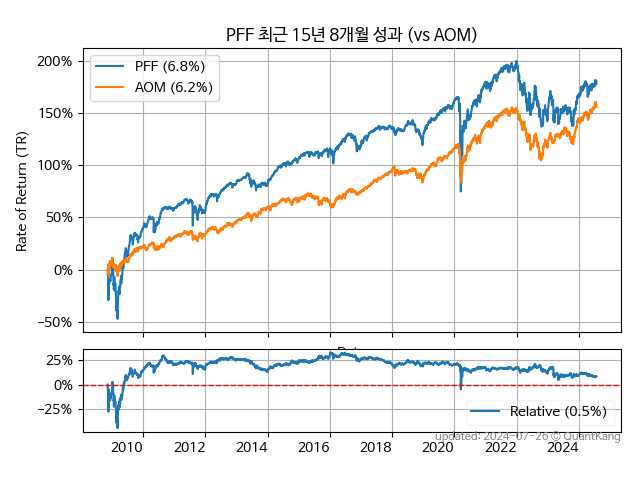 PFF 최근 15년 8개월 성과 (vs AOM)
200%
150%
100%
50%
0%
−50%
Rate of Return (TR)
PFF (6.8%)
AOM (6.2%)
25%
0%
−25%
Relative (0.5%)
updated: 2024-07-26 © QuantKang
2010
2012
2014
2016
2018
2020
2022
2024